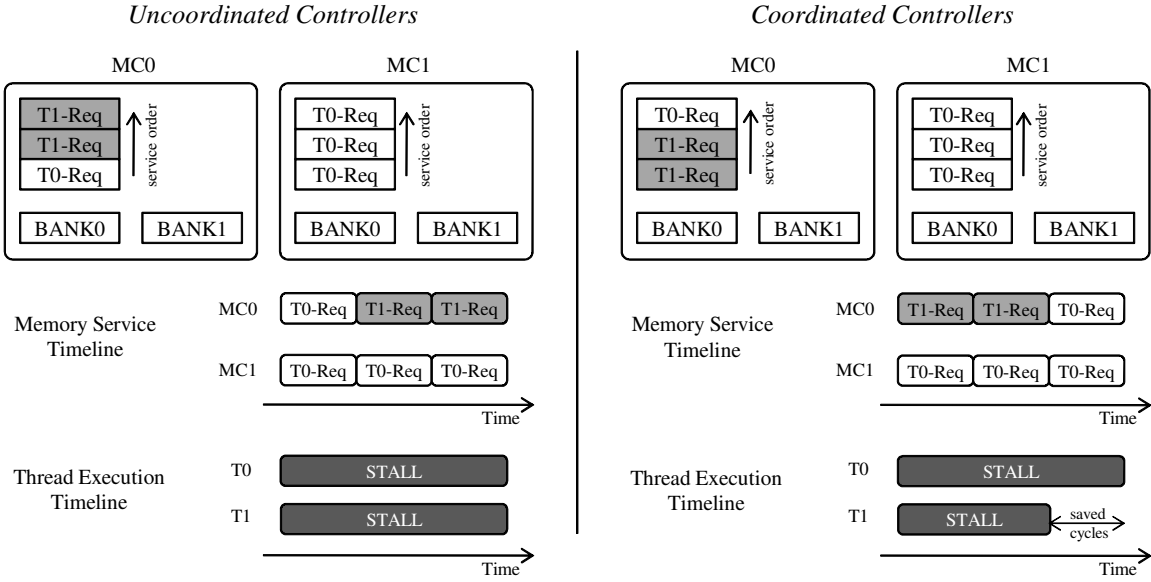 Uncoordinated Controllers
MC0
MC1
T1-Req
T1-Req
T0-Req
service order
BANK0
BANK1
T0-Req
T0-Req
T0-Req
service order
BANK0
BANK1
Memory Service
Timeline
MC0
T0-Req
T1-Req
T1-Req
MC1
T0-Req
T0-Req
T0-Req
Time
Thread Execution
Timeline
T0
STALL
T1
STALL
Time
Coordinated Controllers
MC0
MC1
T0-Req
T1-Req
T1-Req
service order
BANK0
BANK1
T0-Req
T0-Req
T0-Req
service order
BANK0
BANK1
Memory Service
Timeline
MC0
T1-Req
T1-Req
T0-Req
MC1
T0-Req
T0-Req
T0-Req
Time
Thread Execution
Timeline
T0
STALL
T1
STALL
saved
cycles
Time